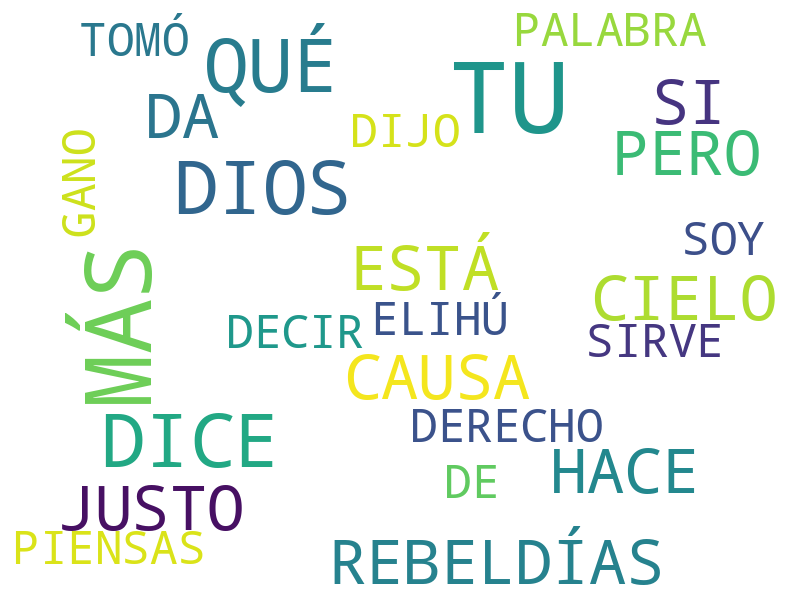 TOMÓ
PALABRA
QUÉ
TU
SI
DA
DIJO
PERO
GANO
DIOS
SOY
ESTÁ
MÁS
CIELO
DECIR
ELIHÚ
SIRVE
CAUSA
DICE
DERECHO
HACE
DE
JUSTO
PIENSAS
REBELDÍAS